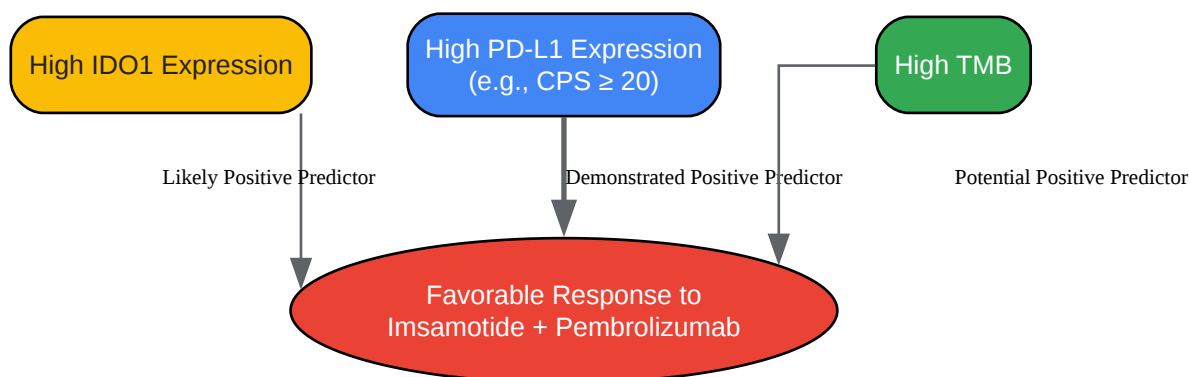 High IDO1 Expression
High PD-L1 Expression
(e.g., CPS ≥ 20)
High TMB
Likely Positive Predictor
Demonstrated Positive Predictor
Potential Positive Predictor
Favorable Response to
Imsamotide + Pembrolizumab